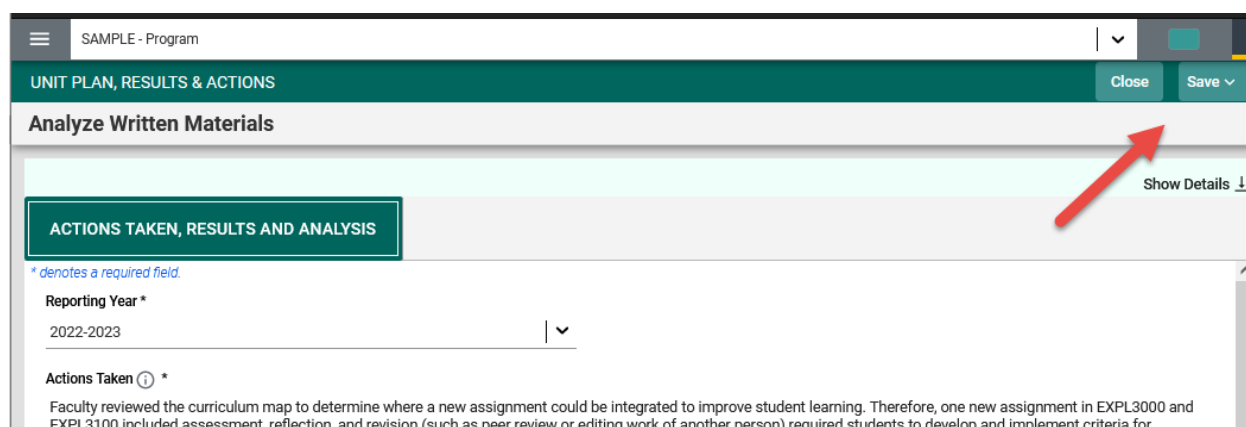 SAMPLE - Program
UNIT PLAN, RESULTS & ACTIONS
Close
Save
Analyze Written Materials
Show Details
ACTIONS TAKEN, RESULTS AND ANALYSIS
* denotes a required field.
Reporting Year *
2022-2023
Actions Taken *
Faculty reviewed the curriculum map to determine where a new assignment could be integrated to improve student learning. Therefore, one new assignment in EXPL3000 and
EXPL3100 included assessment, reflection, and revision (such as peer review or editing work of another person) required students to develop and implement criteria for